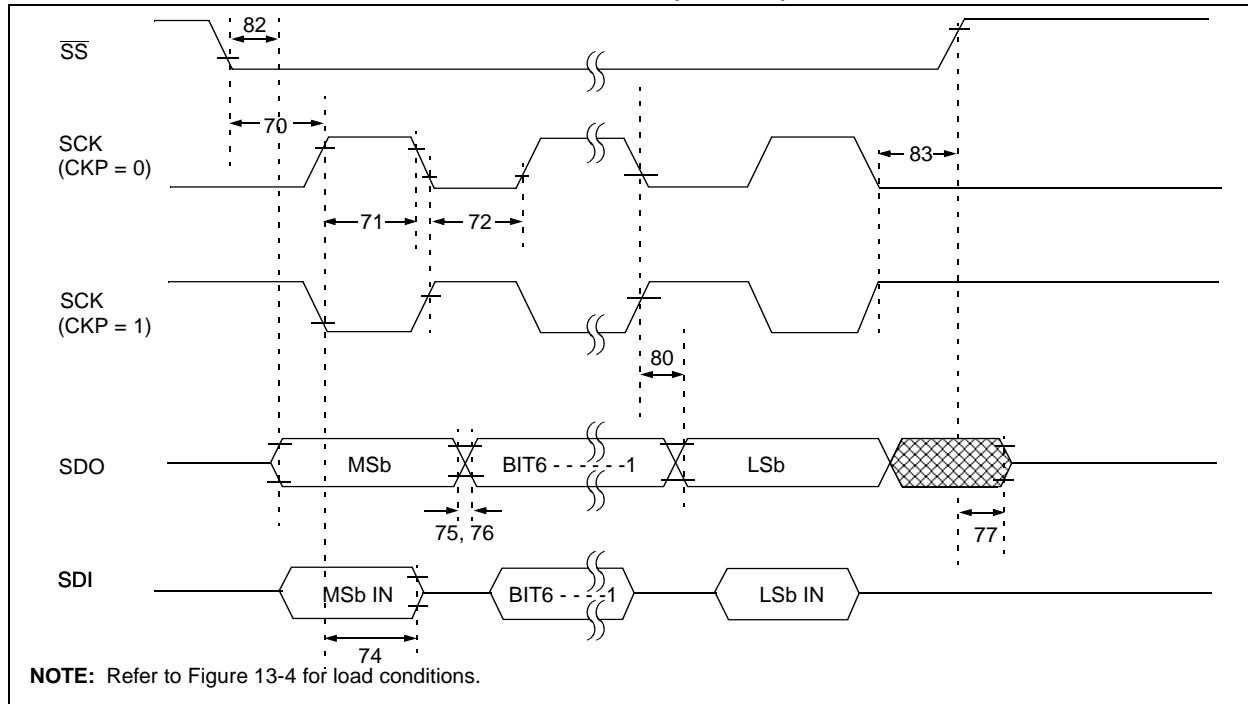 82
SS
70
SCK
(CKP = 0)
83
71
72
SCK
(CKP = 1)
80
SDO
MSb
BIT6 - - - - - -1
LSb
75, 76
77
SDI
MSb IN
BIT6 - - - -1
LSb IN
74
NOTE: Refer to Figure 13-4 for load conditions.